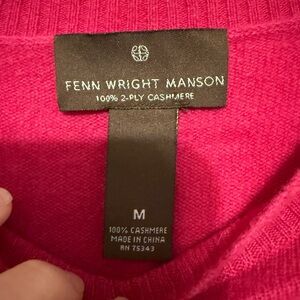 FENN WRIGHT MANSON
100% 2-PLY CASHMERE
M
100% CASHMERE
MADE IN CHINA
RN 75343